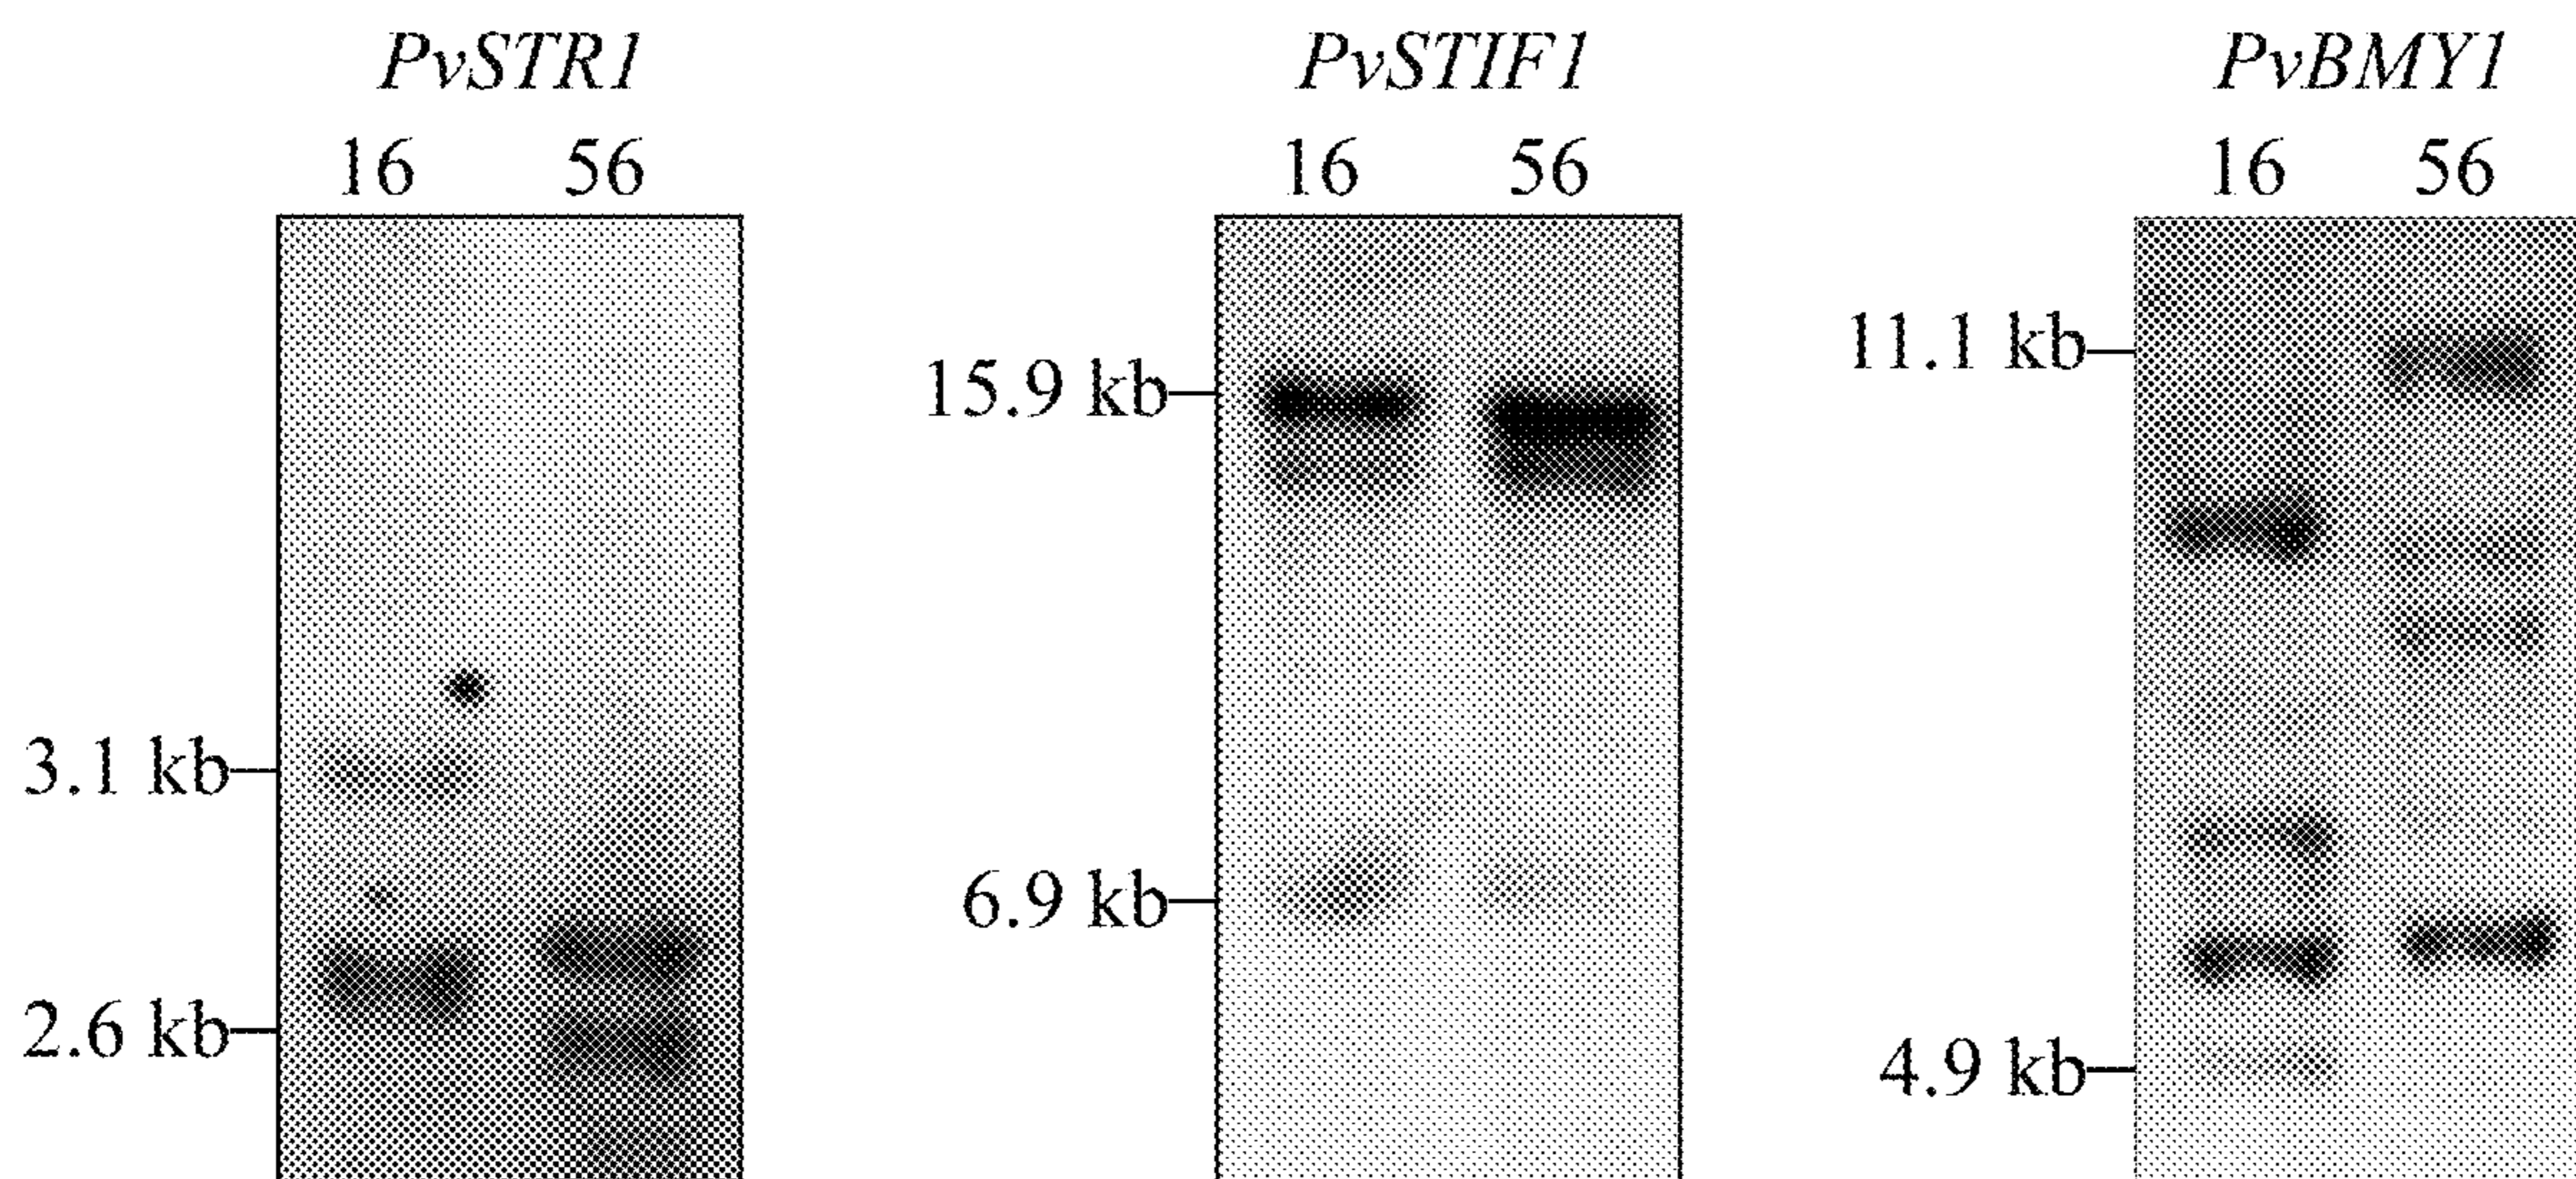 PvSTR1 PvSTIF1 PvBMY1
16 56 16 56 16 56
11.1 kb
15.9 kb
3.1 kb
6.9 kb
2.6 kb
4.9 kb